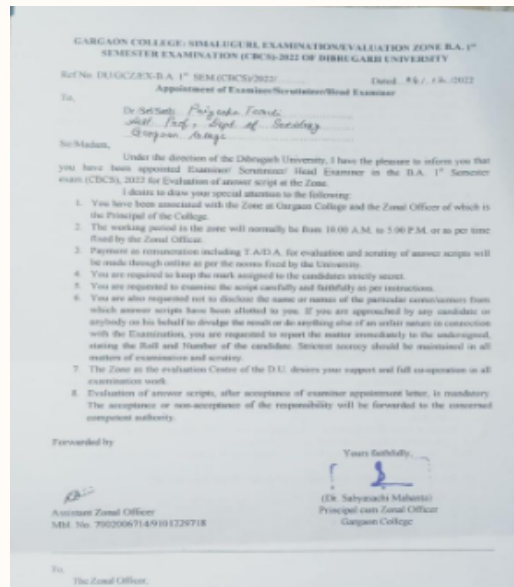 GARGAON COLLEGE: SIMALUGURI, EXAMINATION/EVALUATION ZONE B.A. 1st
SEMESTER EXAMINATION (CBCS)-2022 OF DIBRUGARH UNIVERSITY
Ref No. DU/GCZ/EX-B.A. 1st SEM (CBCS)/2022/ Dated /2022
Appointment of Examiner/Scrutinizer/Head Examiner
To,
Dr/Sri/Smti Priyanka
Asst. Prof., Dept of Sociology
Gargaon College
Sir/Madam,
Under the direction of the Dibrugarh University, I have the pleasure to inform you that
you have been appointed Examiner/ Scrutinizer/ Head Examiner in the B.A. 1st Semester
exam (CBCS), 2022 for Evaluation of answer script at the Zone.
I desire to draw your special attention to the following:
1. You have been associated with the Zone at Gargaon College and the Zonal Officer of which is
the Principal of the College.
2. The working period in the zone will normally be from 10.00 A.M. to 5.00 P.M. or as per time
fixed by the Zonal Officer.
3. Payment as remuneration including T.A/D.A. for evaluation and scrutiny of answer scripts will
be made through online as per the norms fixed by the University.
4. You are required to keep the mark assigned to the candidates strictly secret.
5. You are requested to examine the script carefully and faithfully as per instructions.
6. You are also requested not to disclose the name or names of the particular center/centers from
which answer scripts have been allotted to you. If you are approached by any candidate or
anybody on his behalf to divulge the result or do anything else of an unfair nature in connection
with the Examination, you are requested to report the matter immediately to the undersigned,
stating the Roll and Number of the candidate. Strictest secrecy should be maintained in all
matters of examination and scrutiny.
7. The Zone as the evaluation Centre of the D.U. desires your support and full co-operation in all
examination work.
8. Evaluation of answer scripts, after acceptance of examiner appointment letter, is mandatory.
The acceptance or non-acceptance of the responsibility will be forwarded to the concerned
competent authority.
Forwarded by
Yours faithfully,
Assistant Zonal Officer
Mbl. No. 7002006714/9101229718
(Dr. Sabyasachi Mahanta)
Principal cum Zonal Officer
Gargaon College
To,
The Zonal Officer,